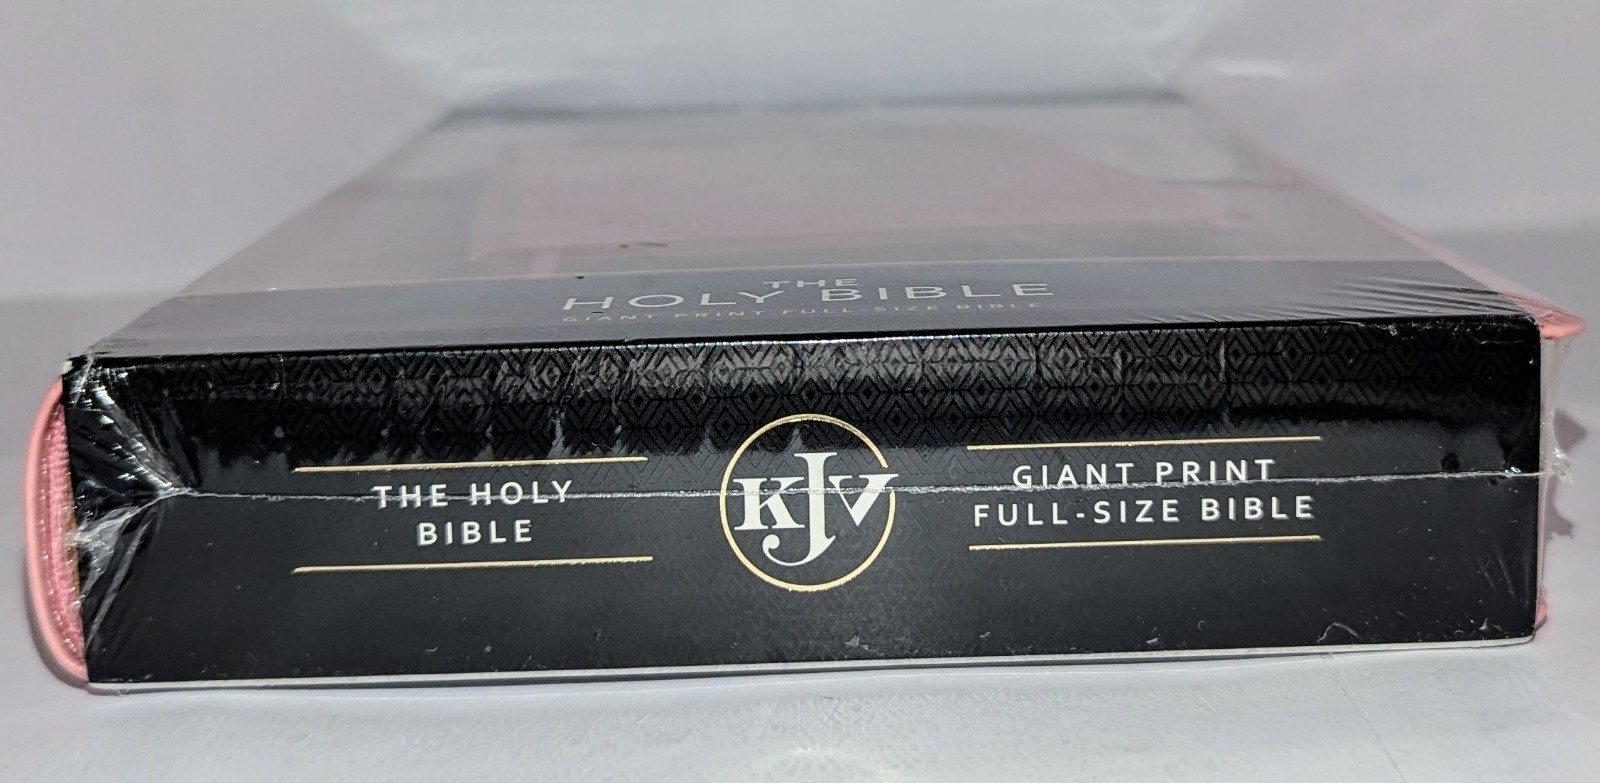 THE
HOLY BIBLE
GIANT PRINT FULL SIZE BIBLE
THE HOLY
BIBLE
KJV
GIANT PRINT
FULL-SIZE BIBLE